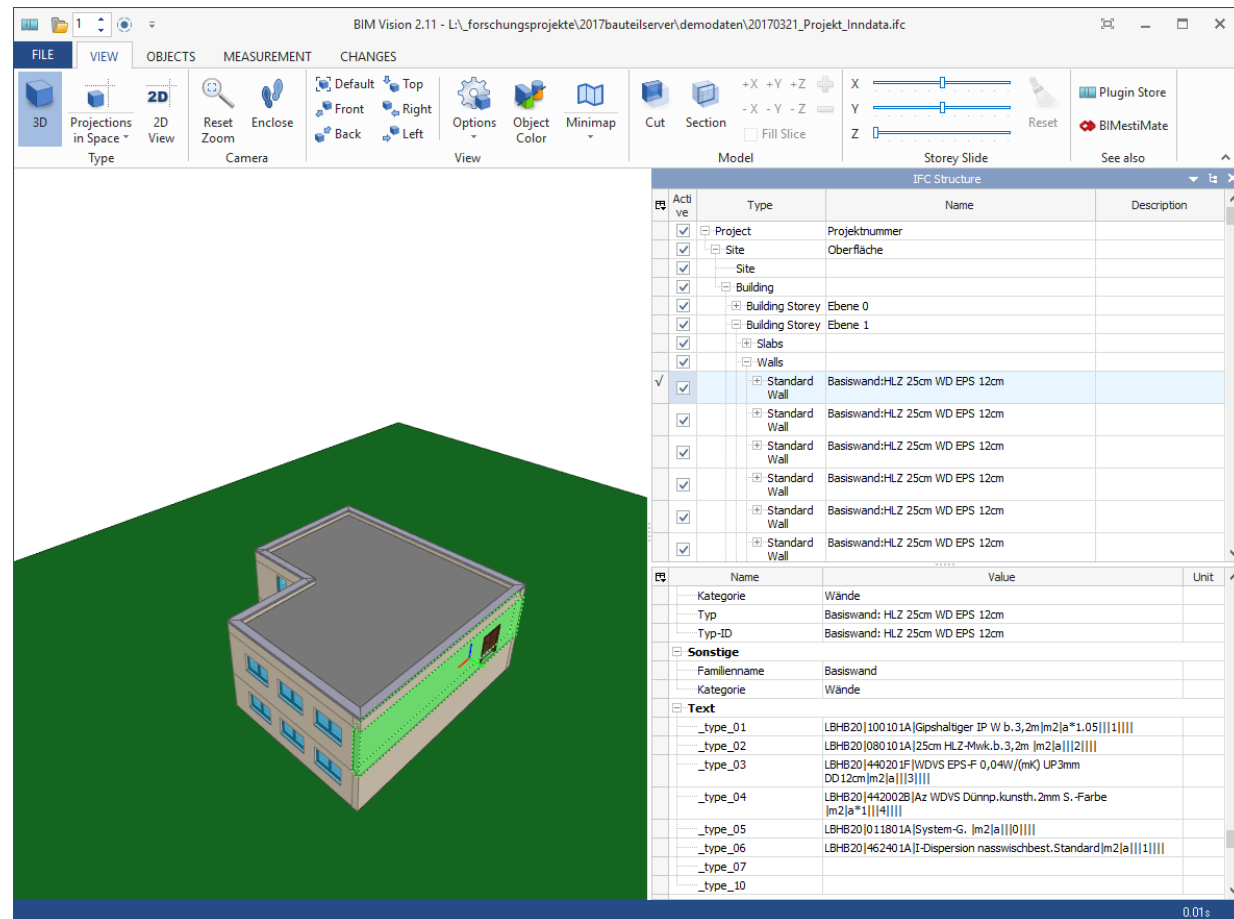 1
BIM Vision 2.11 - L:\_forschungsprojekte\2017bauteilserver\demodaten\20170321_Projekt_Inndata.ifc
FILE VIEW OBJECTS MEASUREMENT CHANGES
3D
Projections
in Space
2D
2D
View
Type
Reset
Zoom
Enclose
Camera
Default Top
Front Right
Back Left
Options
Object
Color
Minimap
View
Cut
Section
+X +Y +Z
-X -Y -Z
Fill Slice
Model
X
Y
Z
Reset
Storey Slide
Plugin Store
BIMestiMate
See also
IFC Structure
Acti
ve
Type Name Description
Project Projektnummer
Site Oberfläche
Site
Building
Building Storey Ebene 0
Building Storey Ebene 1
Slabs
Walls
Standard Basiswand:HLZ 25cm WD EPS 12cm
Wall
Standard Basiswand:HLZ 25cm WD EPS 12cm
Wall
Standard Basiswand:HLZ 25cm WD EPS 12cm
Wall
Standard Basiswand:HLZ 25cm WD EPS 12cm
Wall
Standard Basiswand:HLZ 25cm WD EPS 12cm
Wall
Standard Basiswand:HLZ 25cm WD EPS 12cm
Wall
Name Value Unit
Kategorie Wände
Typ Basiswand: HLZ 25cm WD EPS 12cm
Typ-ID Basiswand: HLZ 25cm WD EPS 12cm
Sonstige
Familienname Basiswand
Kategorie Wände
Text
_type_01 LBHB20|100101A|Gipshaltiger IP W b.3,2m|m2|a*1.05|||1||||
_type_02 LBHB20|080101A|25cm HLZ-Mwk.b.3,2m |m2|a|||2||||
_type_03 LBHB20|440201F|WDVS EPS-F 0,04W/(mK) UP3mm
DD12cm|m2|a|||3||||
_type_04 LBHB20|442002B|Az WDVS Dünnp.kunsth.2mm S.-Farbe
|m2|a*1|||4||||
_type_05 LBHB20|011801A|System-G. |m2|a|||0||||
_type_06 LBHB20|462401A|I-Dispersion nasswischbest.Standard|m2|a|||1||||
_type_07
_type_10
0.01s